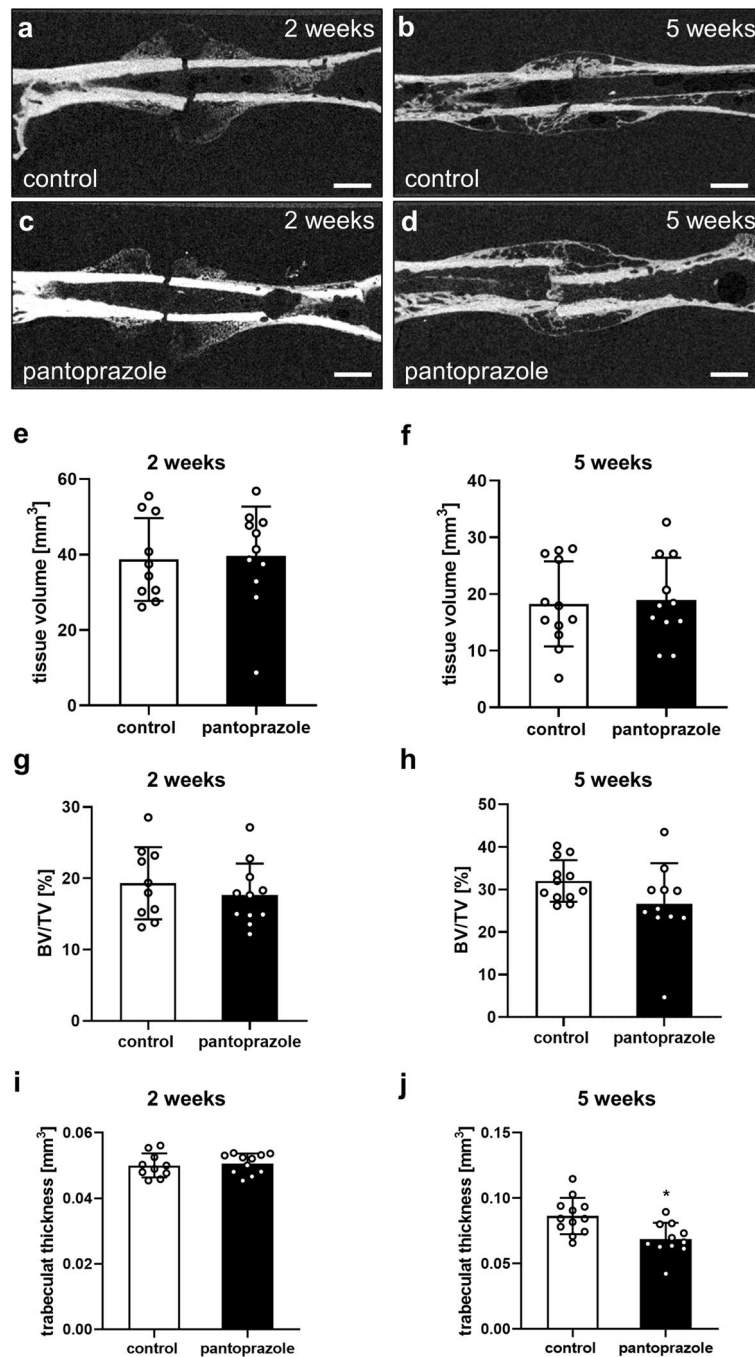 a 2 weeks
control
b 5 weeks
control
c 2 weeks
pantoprazole
d 5 weeks
pantoprazole
e
2 weeks
tissue volume [mm³]
60
40
20
0
control pantoprazole
f
5 weeks
tissue volume [mm³]
40
30
20
10
0
control pantoprazole
g
2 weeks
BV/TV [%]
30
20
10
0
control pantoprazole
h
5 weeks
BV/TV [%]
50
40
30
20
10
0
control pantoprazole
i
2 weeks
trabeculat thickness [mm³]
0.06
0.04
0.02
0.00
control pantoprazole
j
5 weeks
trabeculat thickness [mm³]
0.15
0.10
0.05
0.00
*
control pantoprazole